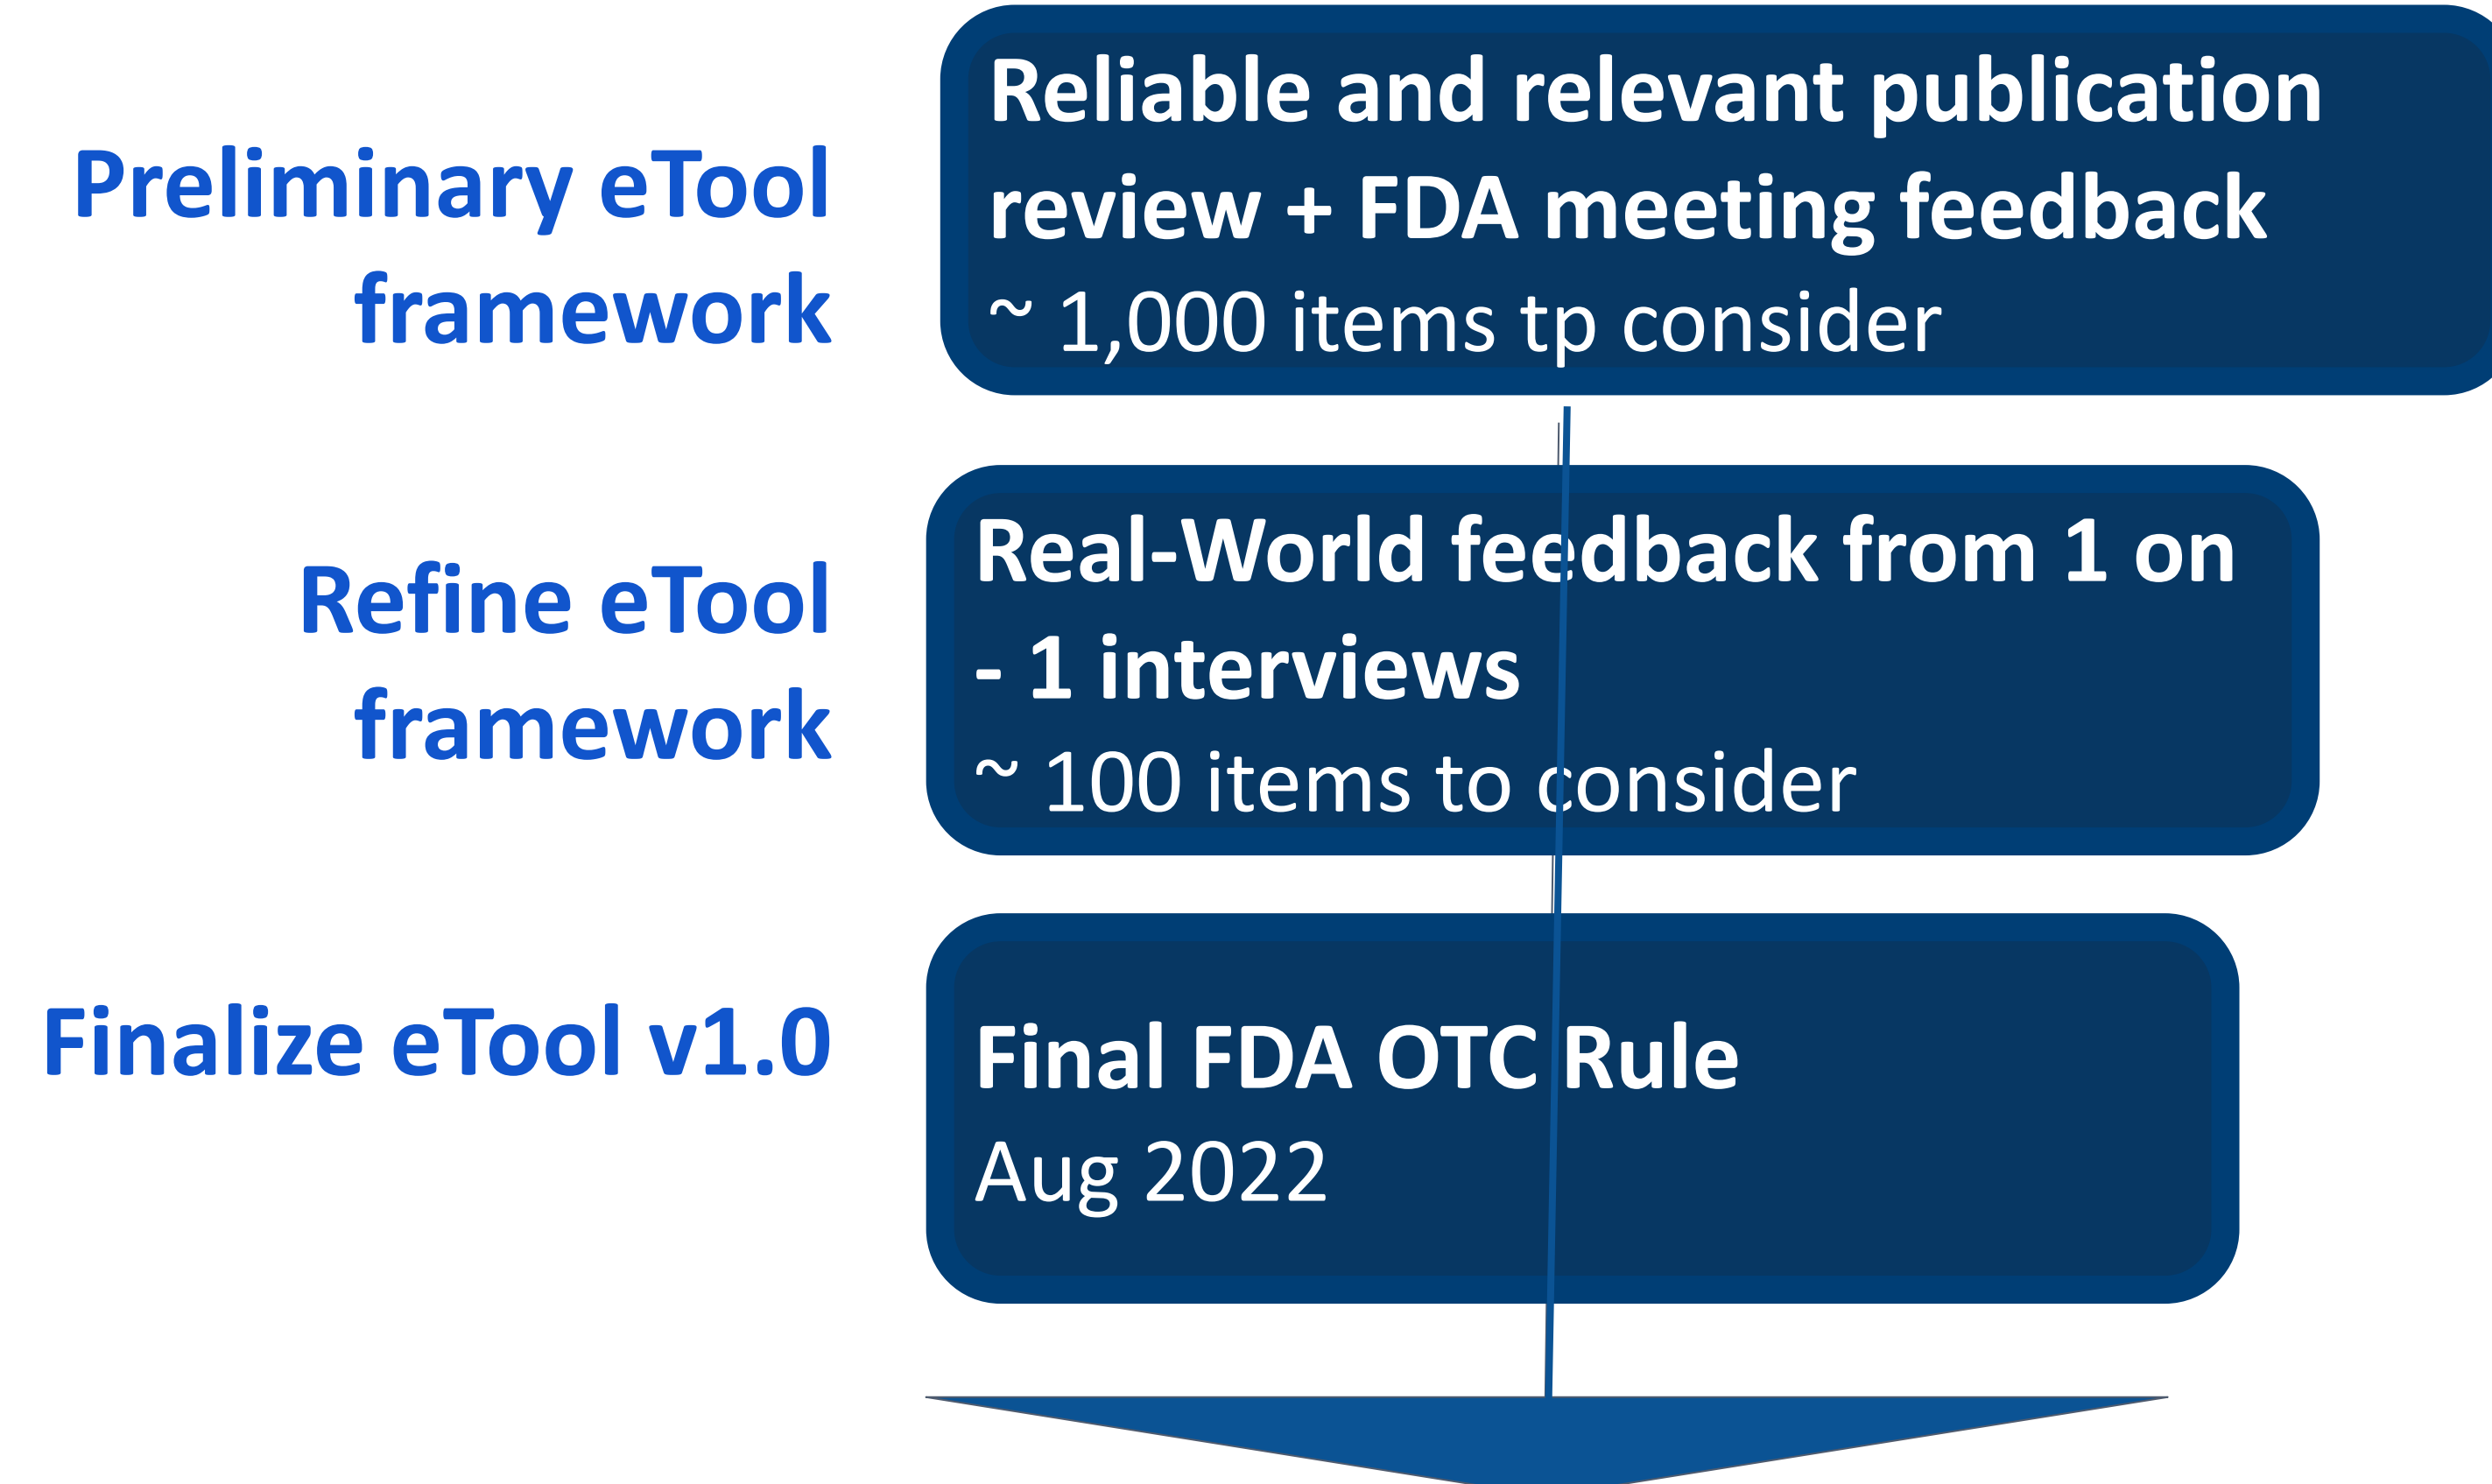 Preliminary eTool
framework
Reliable and relevant publication
review + FDA meeting feedback
~ 1,000 items tp consider
Refine eTool
framework
Real-World feedback from 1 on
- 1 interviews
~ 100 items to consider
Finalize eTool v1.0
Final FDA OTC Rule
Aug 2022